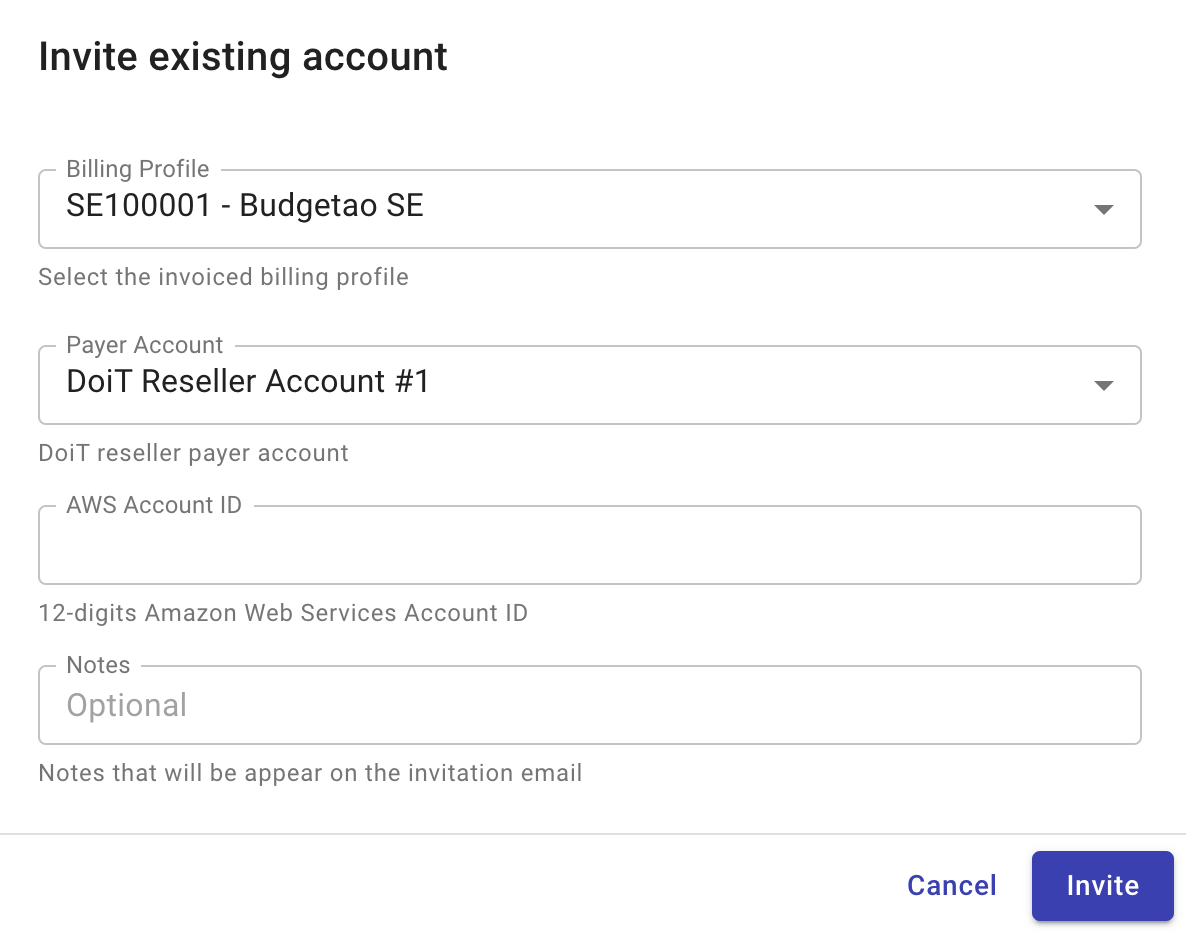 Invite existing account
Billing Profile
SE100001 - Budgetao SE
Select the invoiced billing profile
Payer Account
DoiT Reseller Account #1
DoiT reseller payer account
AWS Account ID
12-digits Amazon Web Services Account ID
Notes
Optional
Notes that will be appear on the invitation email
Cancel
Invite